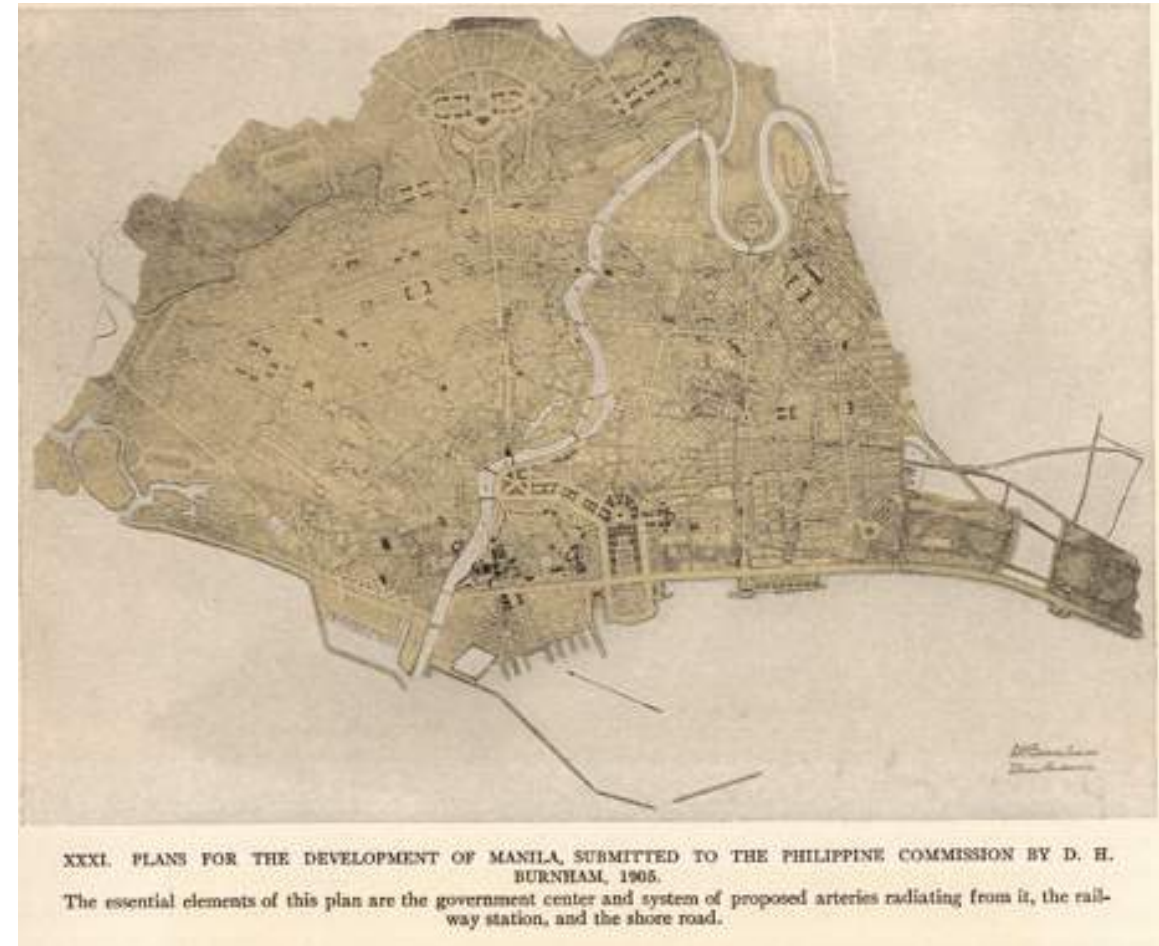 XXXI. PLANS FOR THE DEVELOPMENT OF MANILA, SUBMITTED TO THE PHILIPPINE COMMISSION BY D. H.
BURNHAM, 1905.
The essential elements of this plan are the government center and system of proposed arteries radiating from it, the rail-
way station, and the shore road.